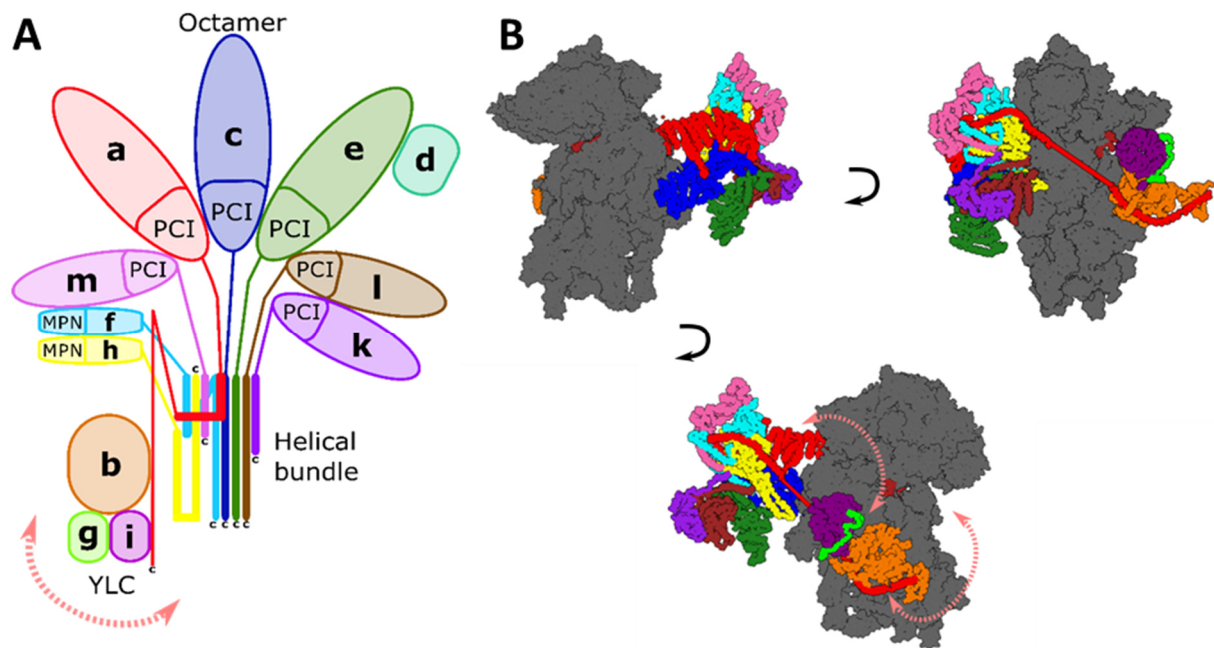 A
B
Octamer
a
c
e
d
PCI
PCI
PCI
m
PCI
PCI
l
MPN
f
PCI
k
MPN
h
c
c
c
b
Helical
bundle
g
i
c
c
c
c
YLC
c